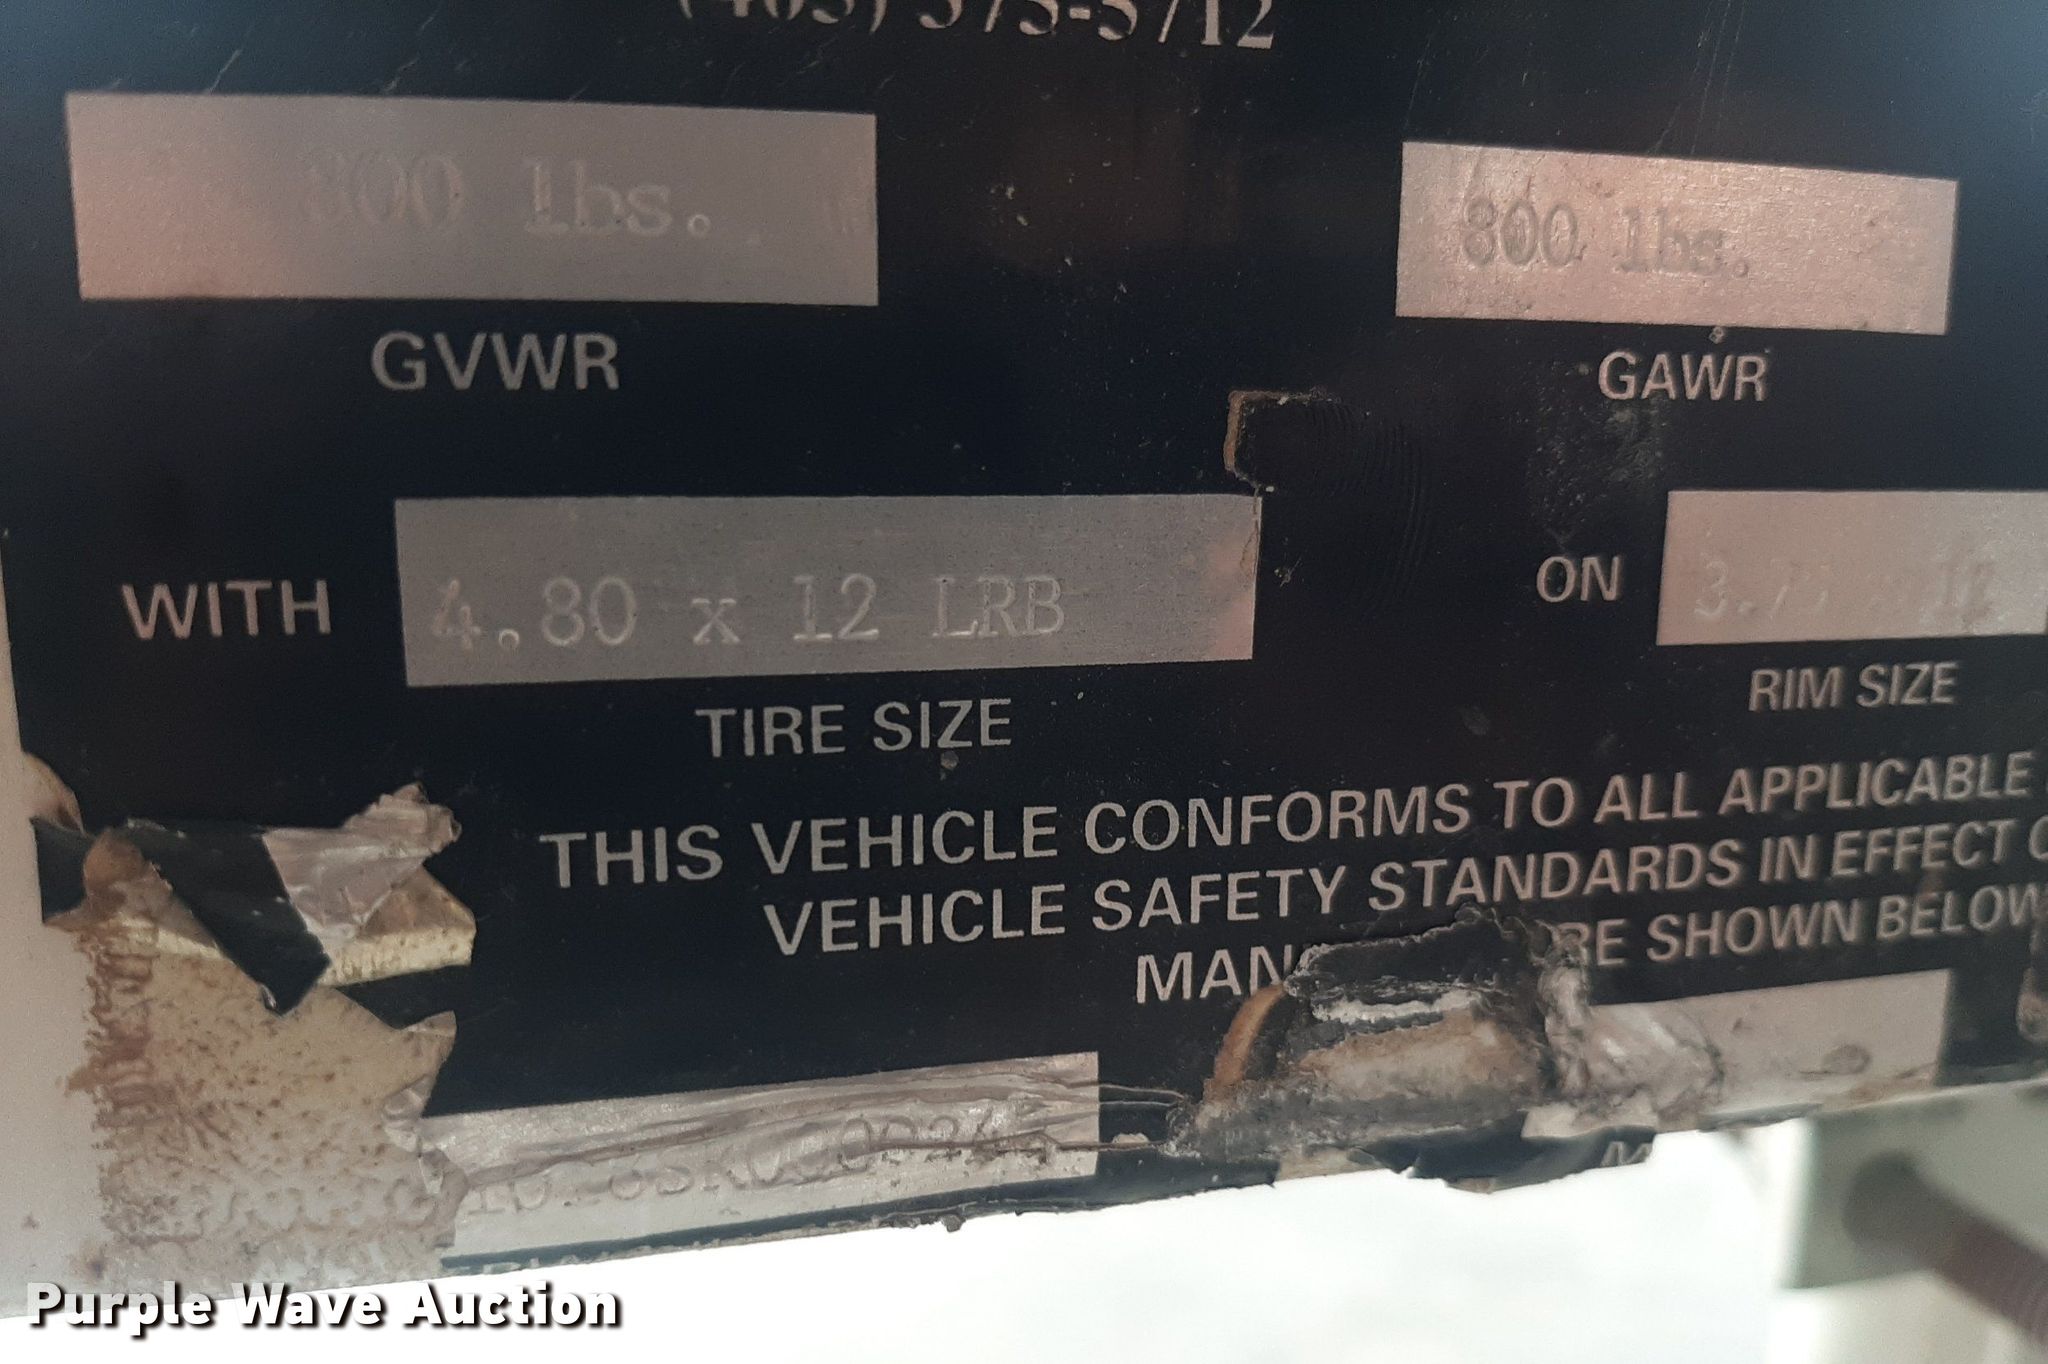 800 lbs. 800 lbs.
GVWR GAWR
WITH 4.80 x 12 LRB ON
TIRE SIZE RIM SIZE
THIS VEHICLE CONFORMS TO ALL APPLICABLE
VEHICLE SAFETY STANDARDS IN EFFECT
SHOWN BELOW
Purple Wave Auction